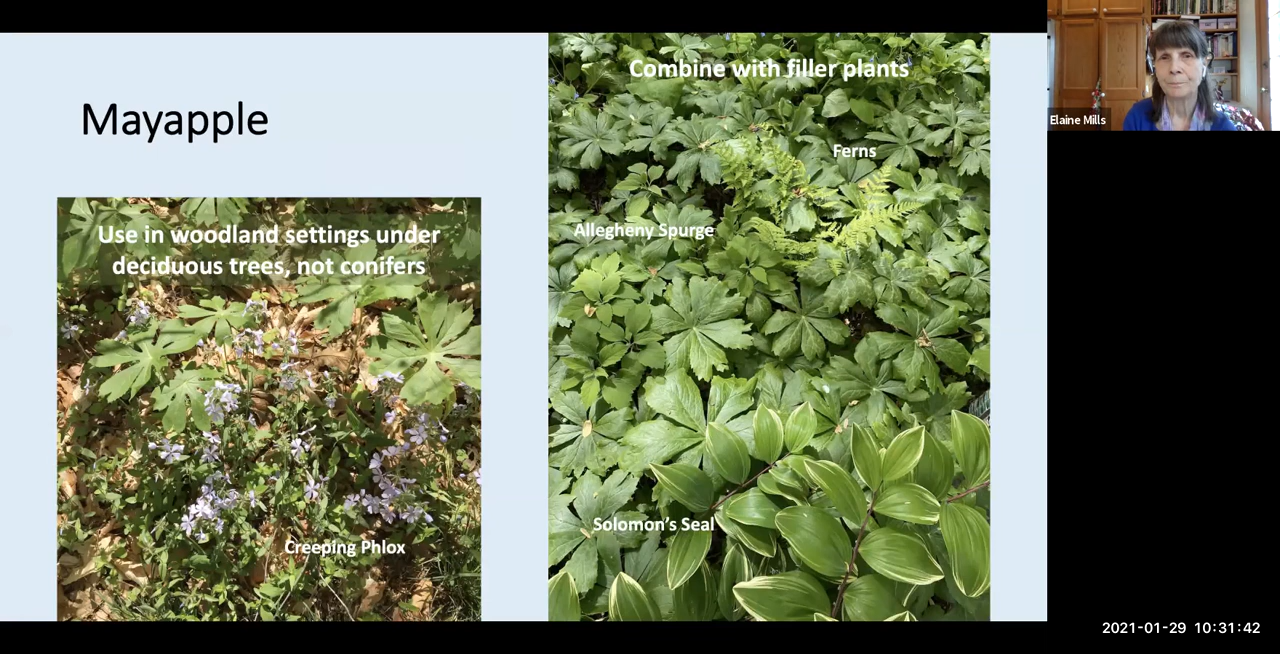 Mayapple
Use in woodland settings under
deciduous trees, not conifers
Creeping Phlox
Combine with filler plants
Ferns
Allegheny Spurge
Solomon's Seal
Elaine Mills
2021-01-29 10:31:42